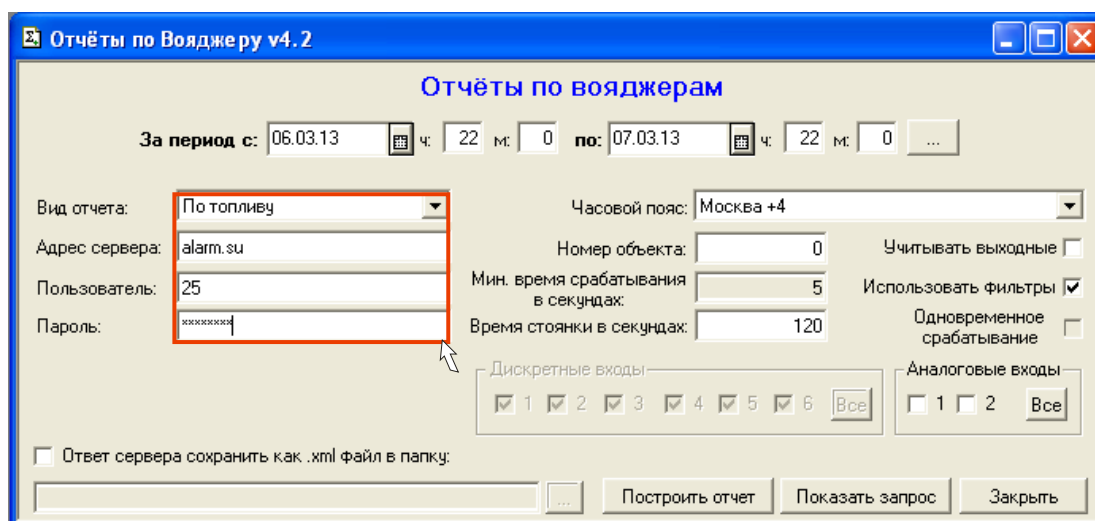 Отчёты по Вояджеру v4.2
Отчёты по вояджерам
За период с: 06.03.13 ч: 22 м: 0 по: 07.03.13 ч: 22 м: 0 ...
Вид отчета: По топливу Часовой пояс: Москва +4
Адрес сервера: alarm.su Номер объекта: 0 Учитывать выходные
Пользователь: 25 Мин. время срабатывания в секундах: 5 Использовать фильтры
Пароль: ******** Время стоянки в секундах: 120 Одновременное срабатывание
Дискретные входы Аналоговые входы
1 2 3 4 5 6 Все 1 2 Все
Ответ сервера сохранить как .xml файл в папку:
... Построить отчет Показать запрос Закрыть